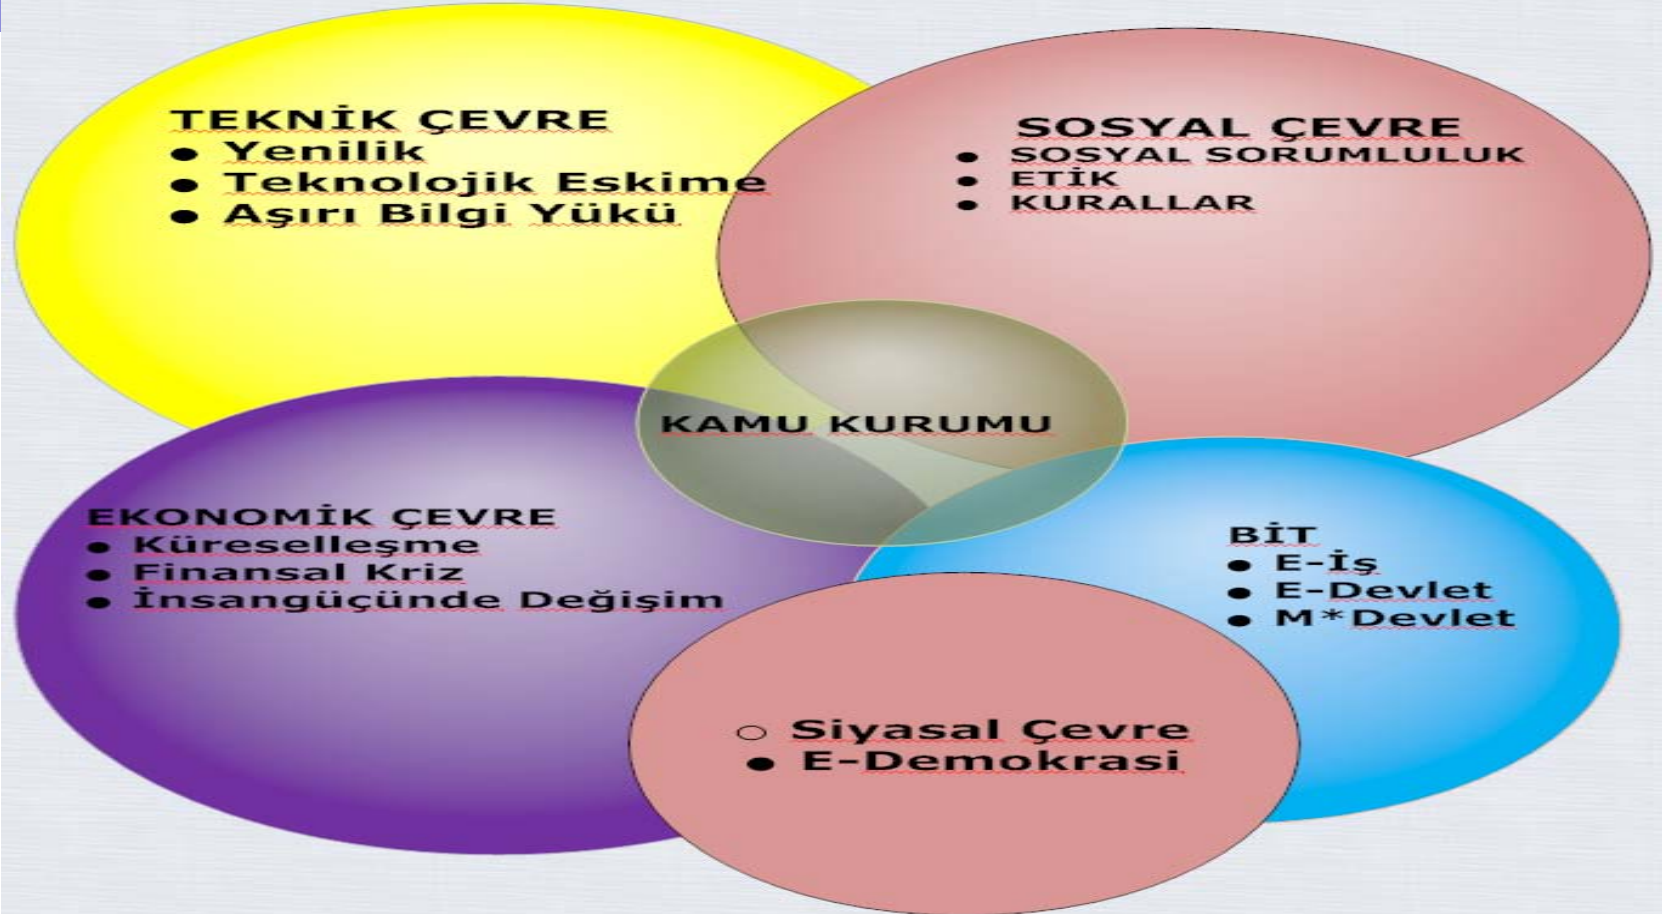 TEKNİK ÇEVRE
● Yenilik
● Teknolojik Eskime
● Aşırı Bilgi Yükü
SOSYAL ÇEVRE
● SOSYAL SORUMLULUK
● ETİK
● KURALLAR
KAMU KURUMU
EKONOMİK ÇEVRE
● Küreselleşme
● Finansal Kriz
● İnsangüçünde Değişim
BİT
● E-İş
● E-Devlet
● M*Devlet
○ Siyasal Çevre
● E-Demokrasi